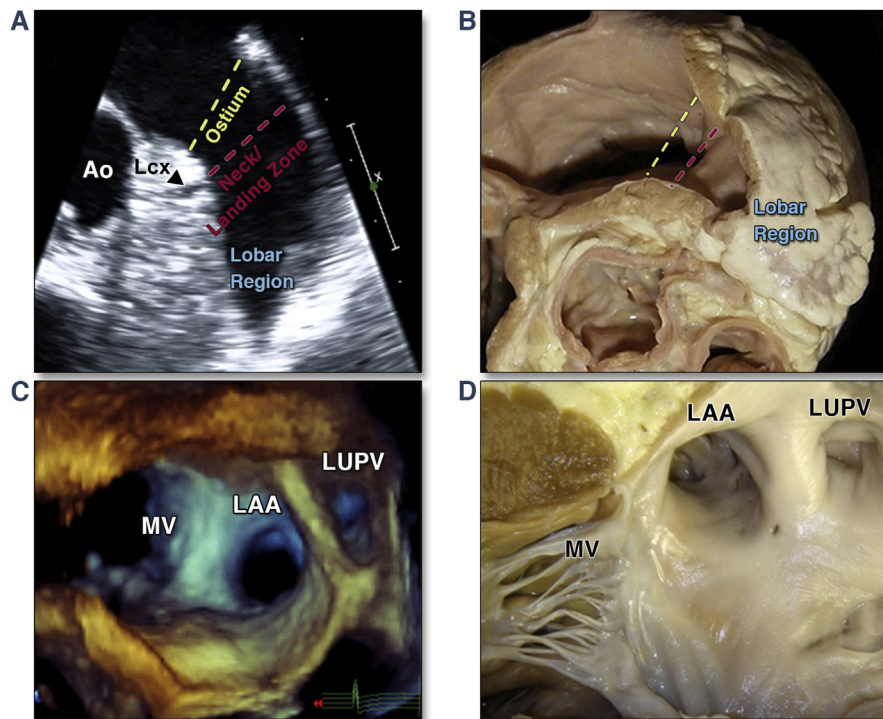 A
Ao
Lcx
Ostium
Neck/
Landing Zone
Lobar
Region
x
B
Lobar
Region
C
MV
LAA
LUPV
D
LAA
LUPV
MV